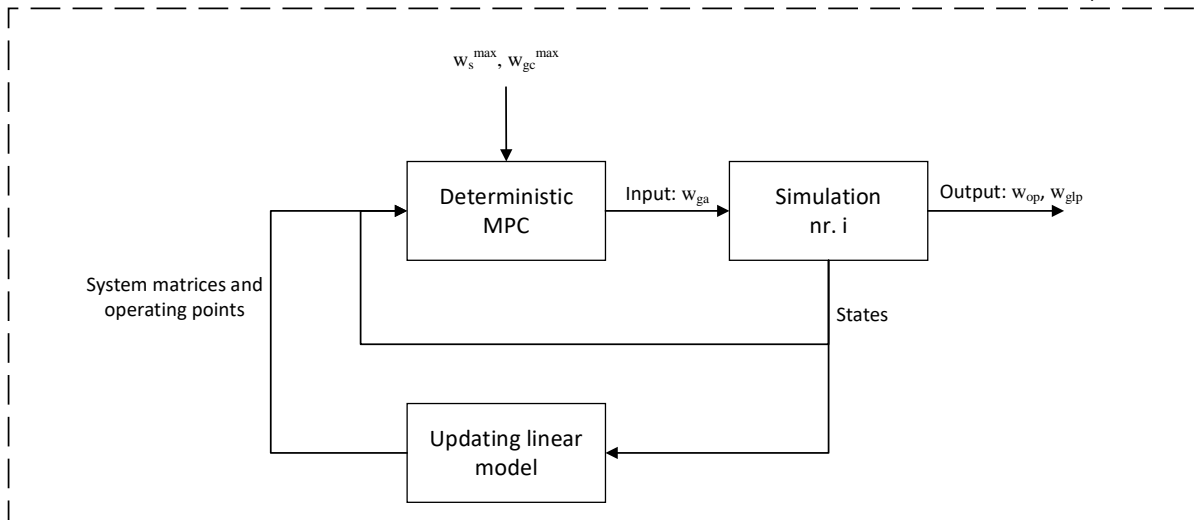 w_s^max, w_gc^max
Deterministic
MPC
Input: w_ga
Simulation
nr. i
Output: w_op, w_glp
System matrices and
operating points
States
Updating linear
model